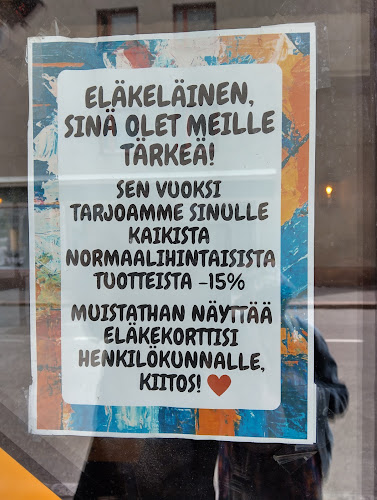 ELÄKELÄINEN,
SINÄ OLET MEILLE
TÄRKEÄ!
SEN VUOKSI
TARJOAMME SINULLE
KAIKISTA
NORMAALIHINTAISISTA
TUOTTEISTA -15%
MUISTATHAN NÄYTTÄÄ
ELÄKEKORTTISI
HENKILÖKUNNALLE,
KIITOS! ❤